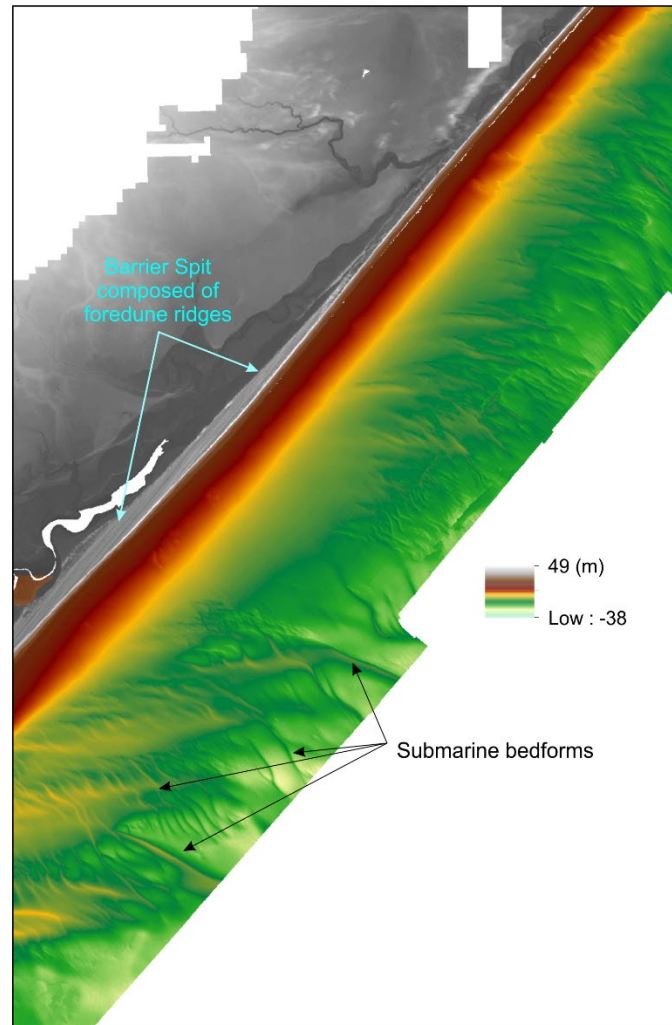 Barrier Spit
composed of
foredune ridges
49 (m)
Low : -38
Submarine bedforms